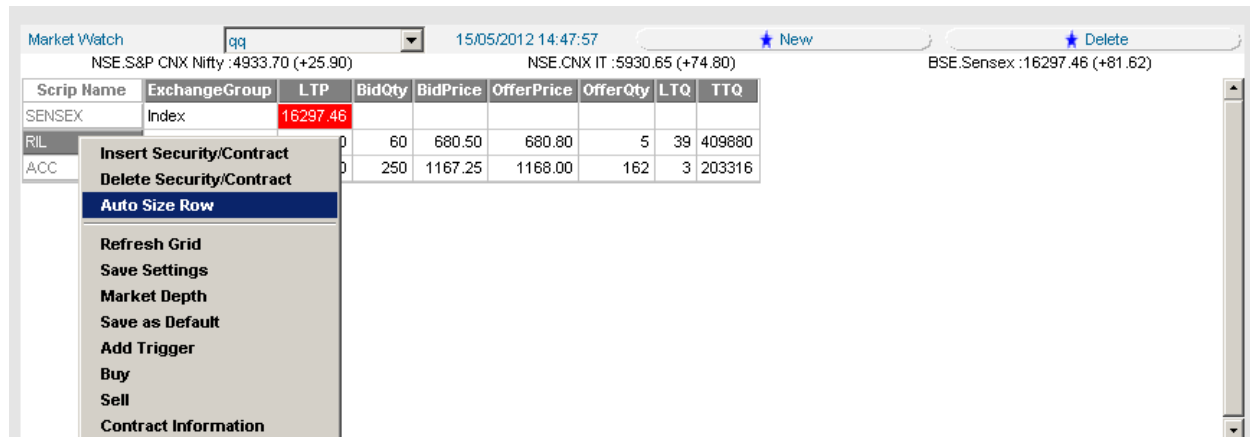 Market Watch qq 15/05/2012 14:47:57 New Delete
NSE.S&P CNX Nifty :4933.70 (+25.90) NSE.CNX IT :5930.65 (+74.80) BSE.Sensex :16297.46 (+81.62)
Scrip Name ExchangeGroup LTP BidQty BidPrice OfferPrice OfferQty LTQ TTQ
SENSEX Index 16297.46
RIL 0 60 680.50 680.80 5 39 409880
ACC 0 250 1167.25 1168.00 162 3 203316
Insert Security/Contract
Delete Security/Contract
Auto Size Row
Refresh Grid
Save Settings
Market Depth
Save as Default
Add Trigger
Buy
Sell
Contract Information